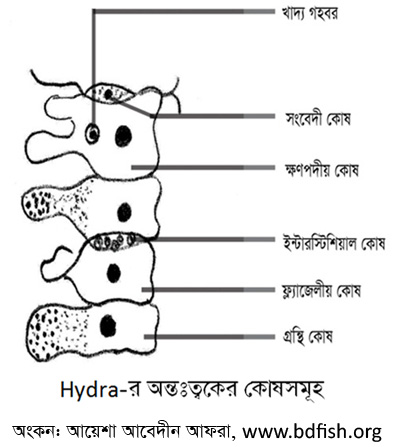 খাদ্য গহবর
সংবেদী কোষ
ক্ষণপদীয় কোষ
ইন্টারস্টিশিয়াল কোষ
ফ্ল্যাজেলীয় কোষ
গ্রন্থি কোষ
Hydra-র অন্তঃত্বকের কোষসমূহ
অংকন: আয়েশা আবেদীন আফরা, www.bdfish.org